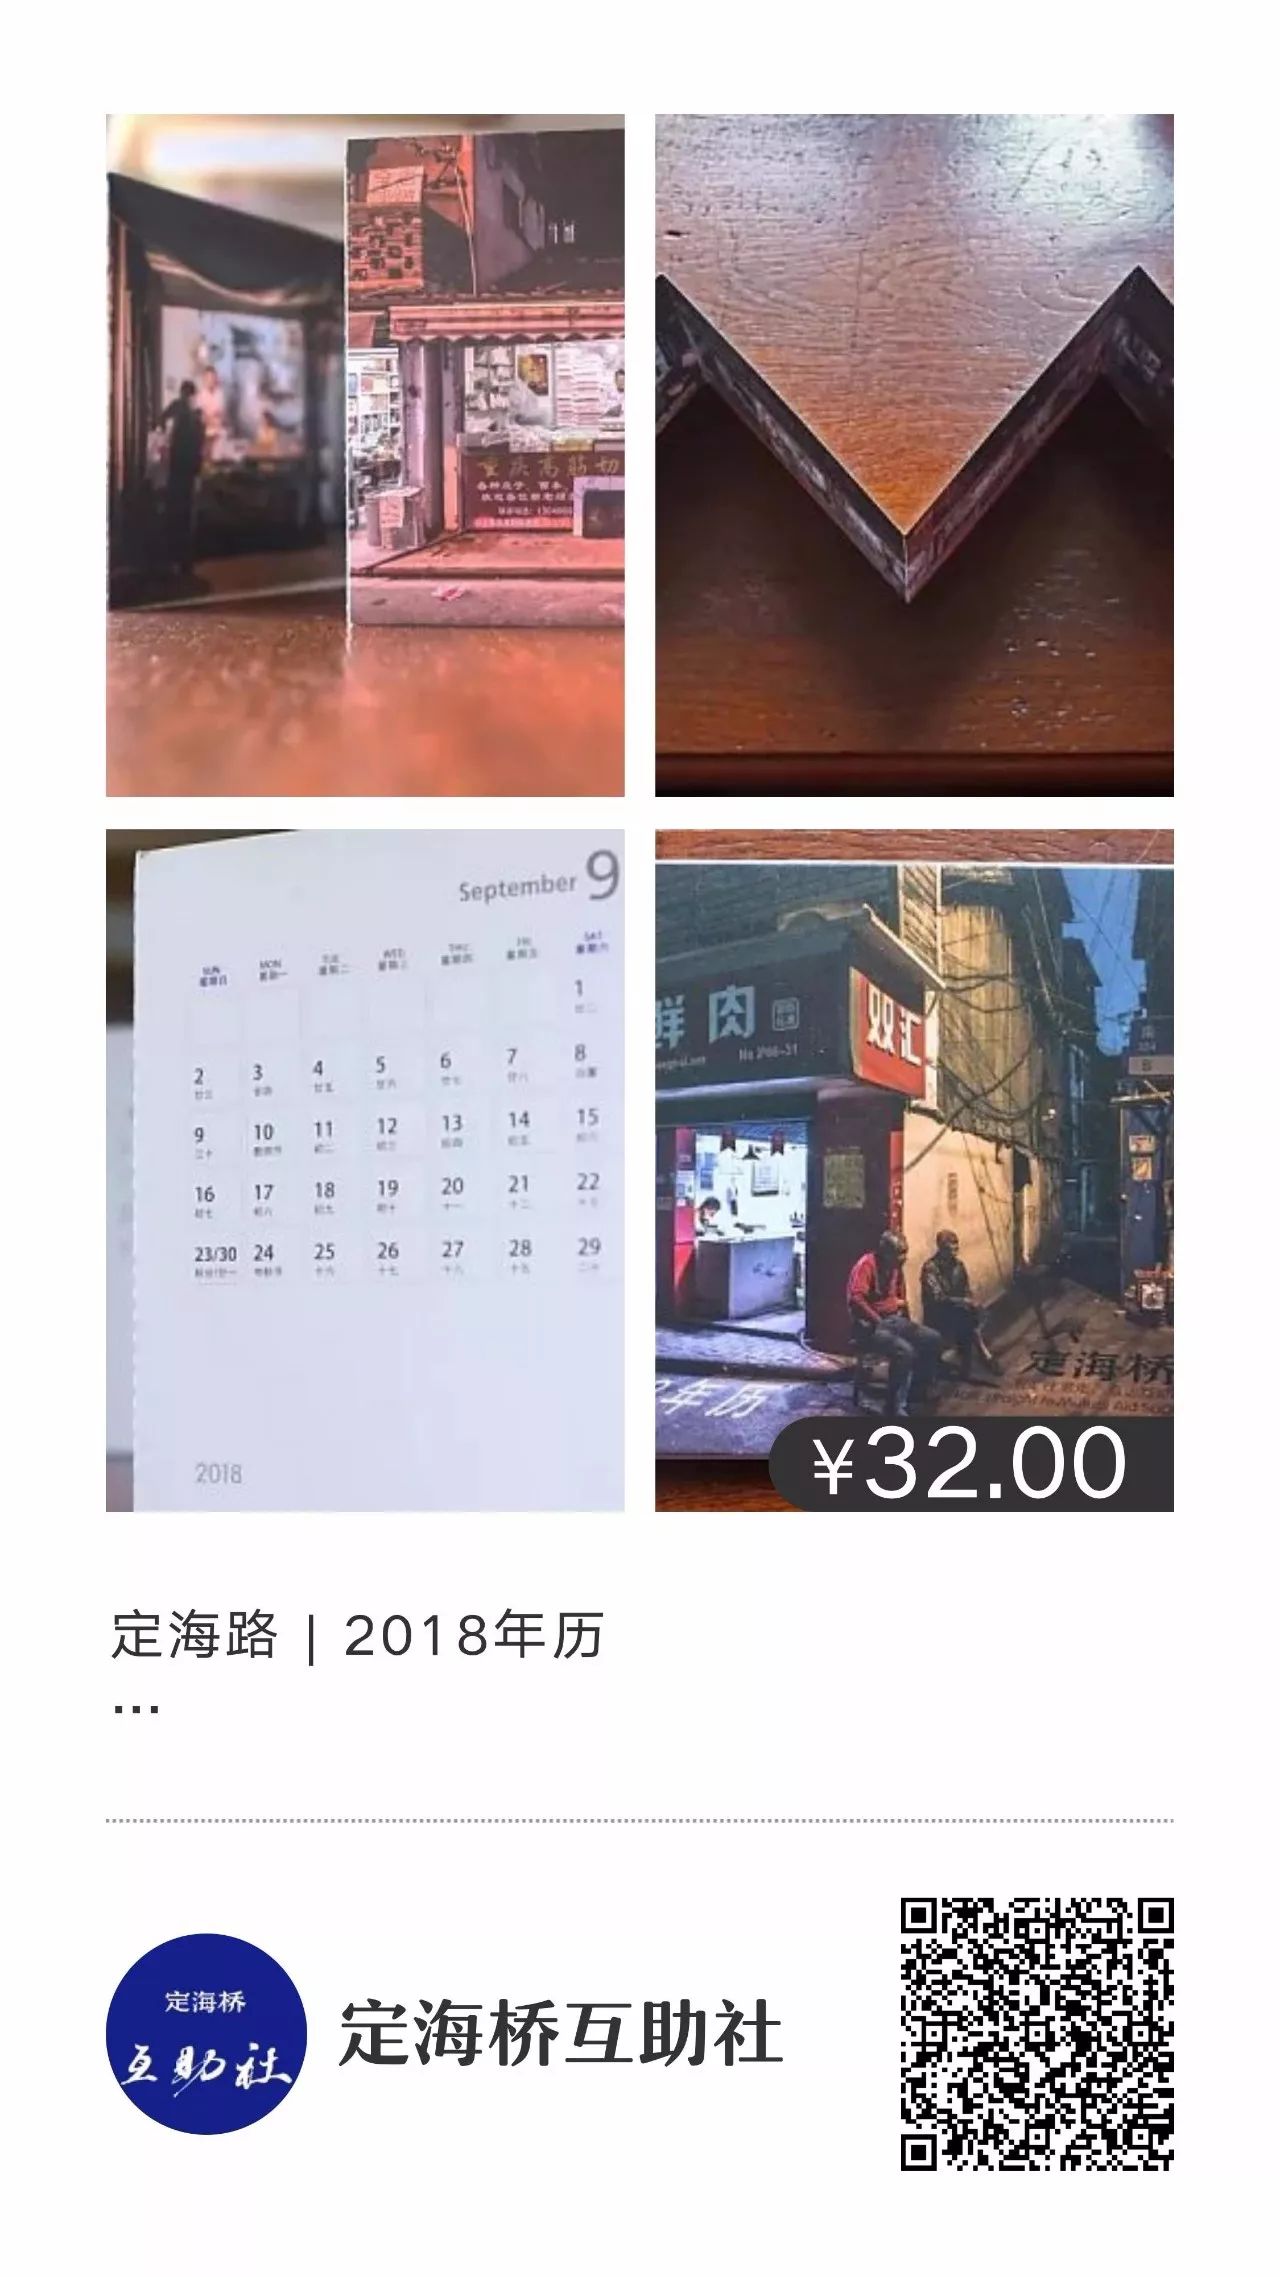 重庆高筋切
September 9
SUN MON TUE WED THU FRI SAT
星期日 星期一 星期二 星期三 星期四 星期五 星期六
1
2 3 4 5 6 7 8
9 10 11 12 13 14 15
16 17 18 19 20 21 22
23/30 24 25 26 27 28 29
2018
鲜肉
双汇
定海桥
年历
¥32.00
定海路 | 2018年历
...
定海桥
互助社
定海桥互助社